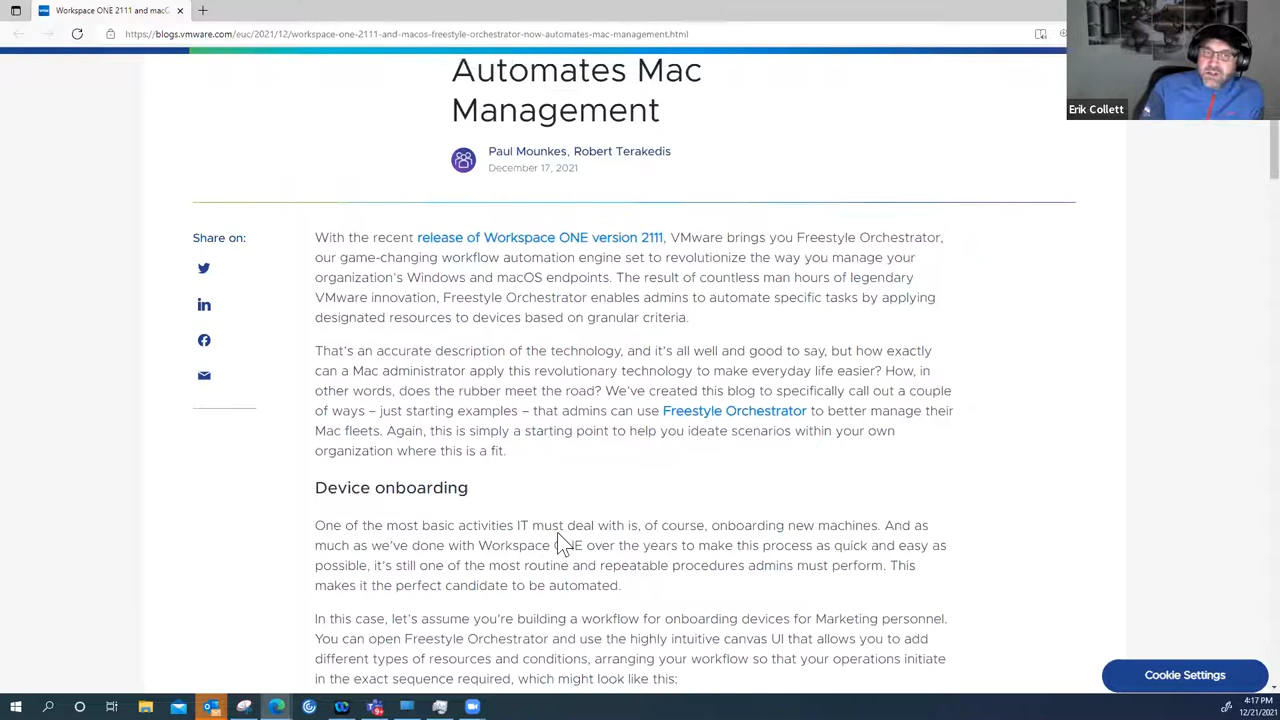 Workspace ONE 2111 and macO
https://blogs.vmware.com/euc/2021/12/workspace-one-2111-and-macos-freestyle-orchestrator-now-automates-mac-management.html
Erik Collett
Automates Mac
Management
Paul Mounkes, Robert Terakedis
December 17, 2021
Share on:
With the recent release of Workspace ONE version 2111, VMware brings you Freestyle Orchestrator,
our game-changing workflow automation engine set to revolutionize the way you manage your
organization's Windows and macOS endpoints. The result of countless man hours of legendary
VMware innovation, Freestyle Orchestrator enables admins to automate specific tasks by applying
designated resources to devices based on granular criteria.
That's an accurate description of the technology, and it's all well and good to say, but how exactly
can a Mac administrator apply this revolutionary technology to make everyday life easier? How, in
other words, does the rubber meet the road? We've created this blog to specifically call out a couple
of ways – just starting examples – that admins can use Freestyle Orchestrator to better manage their
Mac fleets. Again, this is simply a starting point to help you ideate scenarios within your own
organization where this is a fit.
Device onboarding
One of the most basic activities IT must deal with is, of course, onboarding new machines. And as
much as we've done with Workspace ONE over the years to make this process as quick and easy as
possible, it's still one of the most routine and repeatable procedures admins must perform. This
makes it the perfect candidate to be automated.
In this case, let's assume you're building a workflow for onboarding devices for Marketing personnel.
You can open Freestyle Orchestrator and use the highly intuitive canvas UI that allows you to add
different types of resources and conditions, arranging your workflow so that your operations initiate
in the exact sequence required, which might look like this:
Cookie Settings
4:17 PM
12/21/2021